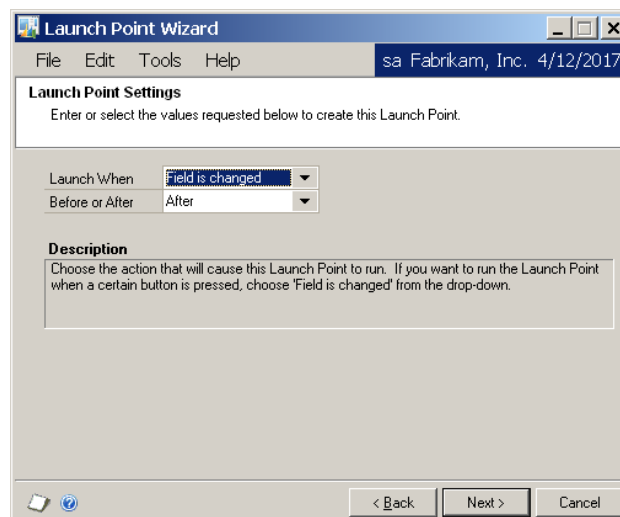 Launch Point Wizard
File Edit Tools Help sa Fabrikam, Inc. 4/12/2017
Launch Point Settings
Enter or select the values requested below to create this Launch Point.
Launch When Field is changed
Before or After After
Description
Choose the action that will cause this Launch Point to run. If you want to run the Launch Point
when a certain button is pressed, choose 'Field is changed' from the drop-down.
< Back Next > Cancel